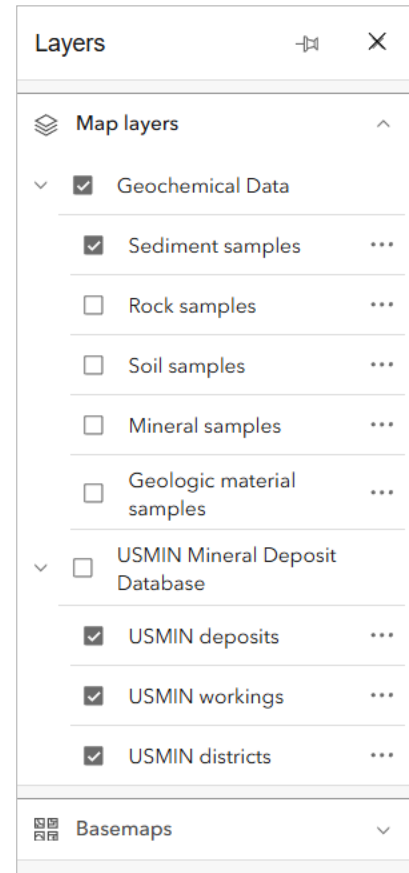 Layers
Map layers
Geochemical Data
Sediment samples
Rock samples
Soil samples
Mineral samples
Geologic material
samples
USMIN Mineral Deposit
Database
USMIN deposits
USMIN workings
USMIN districts
Basemaps